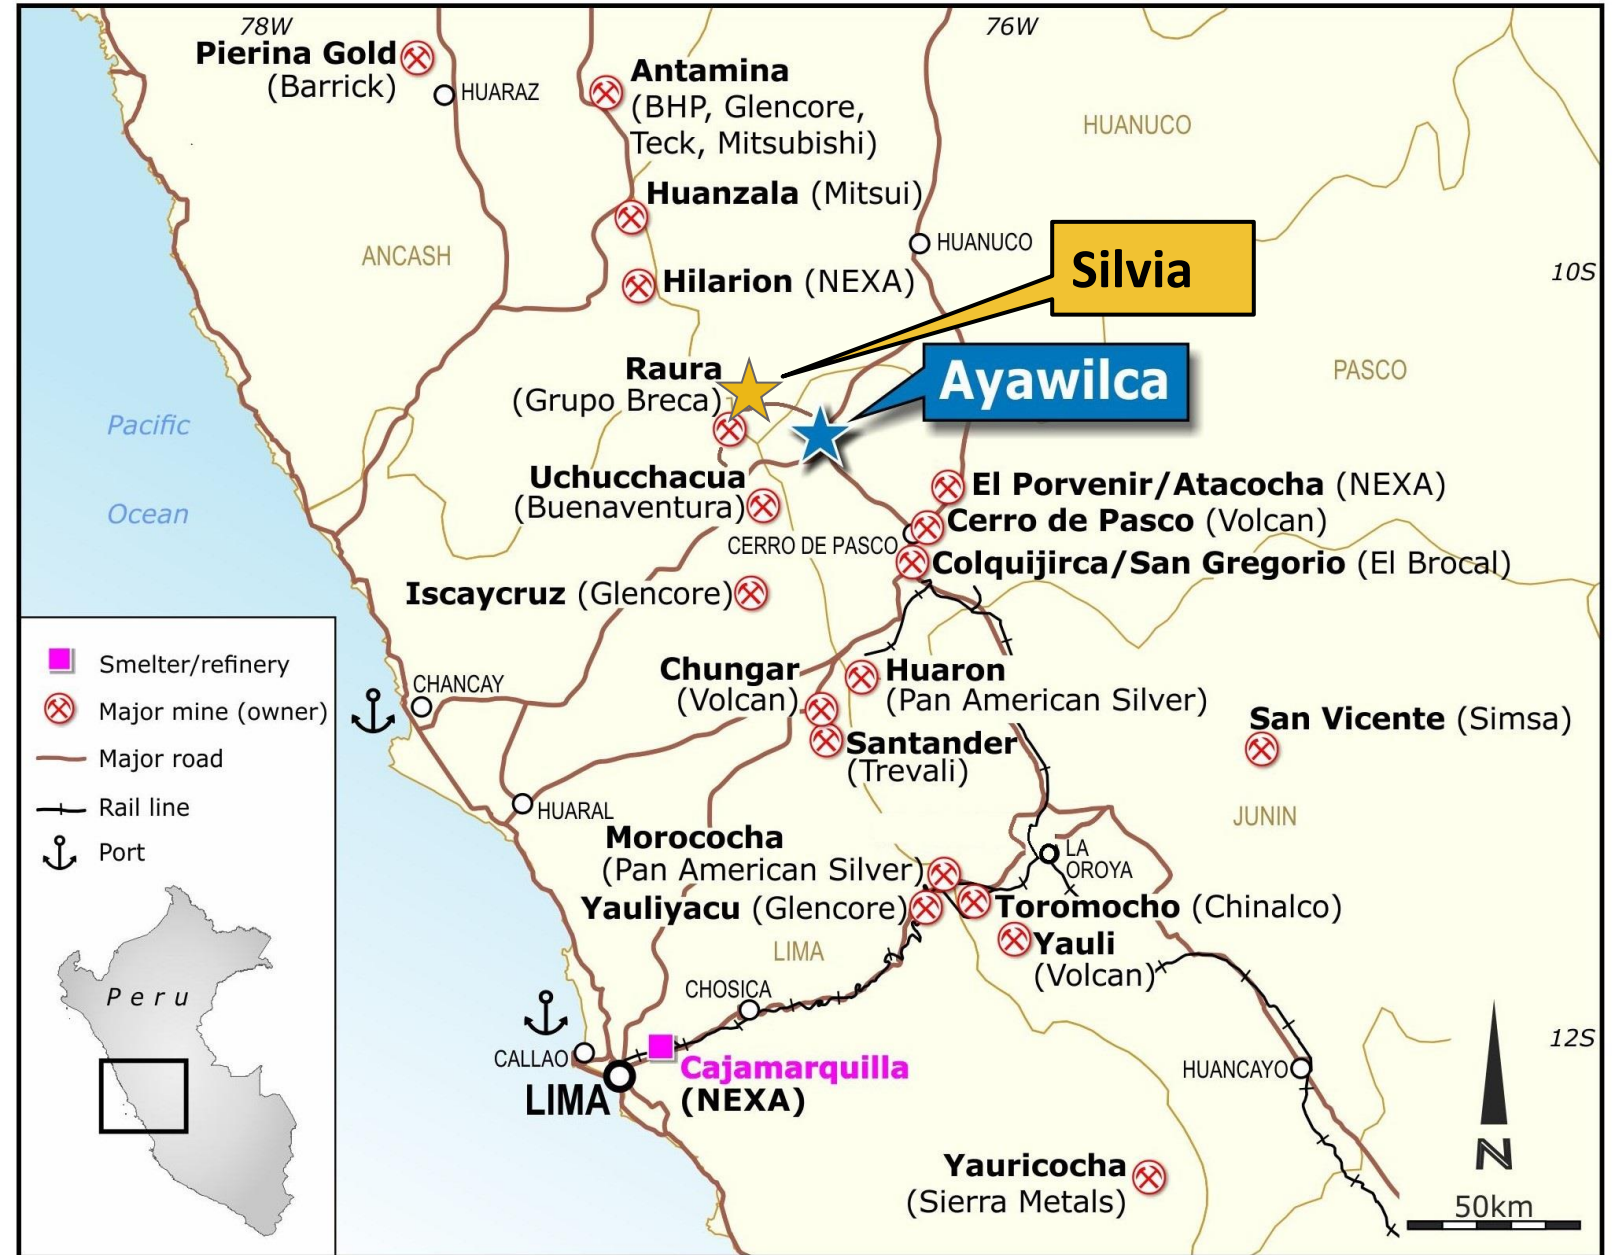 78W
76W
Pierina Gold
(Barrick)
HUARAZ
Antamina
(BHP, Glencore,
Teck, Mitsubishi)
HUANUCO
Huanzala (Mitsui)
HUANUCO
ANCASH
Silvia
10S
Hilarion (NEXA)
Raura
(Grupo Breca)
Ayawilca
PASCO
Pacific
Ocean
Uchucchacua
(Buenaventura)
El Porvenir/Atacocha (NEXA)
Cerro de Pasco (Volcan)
CERRO DE PASCO
Colquijirca/San Gregorio (El Brocal)
Iscaycruz (Glencore)
Smelter/refinery
Major mine (owner)
Major road
Rail line
Port
CHANCAY
Chungar
(Volcan)
Huaron
(Pan American Silver)
San Vicente (Simsa)
Santander
(Trevali)
HUARAL
JUNIN
Morococha
(Pan American Silver)
LA
OROYA
Yauliyacu (Glencore)
Toromocho (Chinalco)
LIMA
Yauli
(Volcan)
CHOSICA
Peru
CALLAO
LIMA
Cajamarquilla
(NEXA)
12S
HUANCAYO
Yauricocha
(Sierra Metals)
N
50km